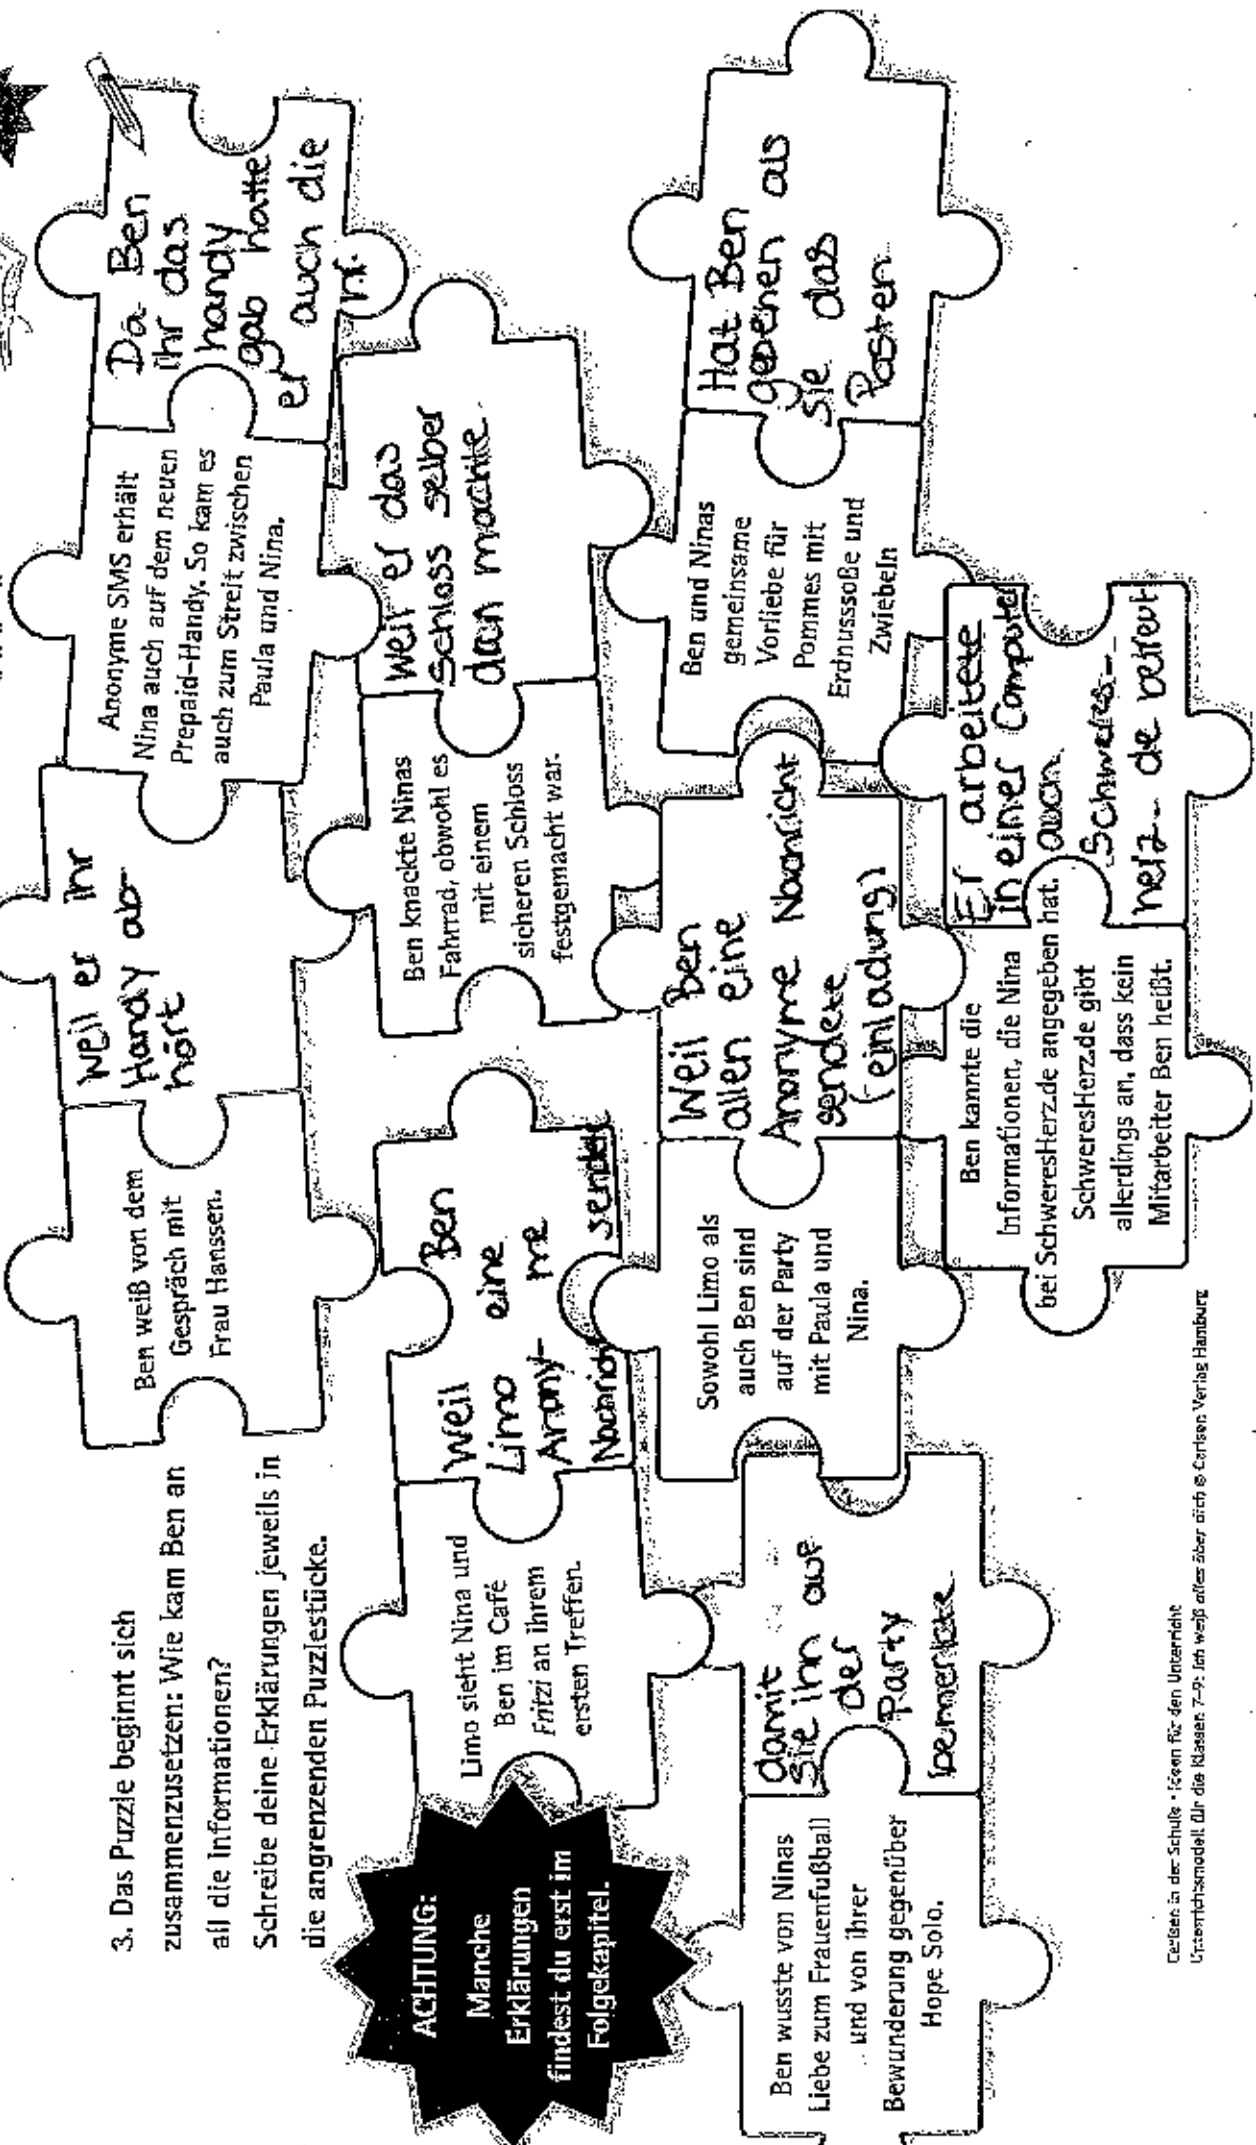 3. Das Puzzle beginnt sich
zusammenzusetzen: Wie kam Ben an
all die Informationen?
Schreibe deine Erklärungen jeweils in
die angrenzenden Puzzlestücke.
ACHTUNG:
Manche
Erklärungen
findest du erst im
Folgekapitel.
Ben weiß von dem
Gespräch mit
Frau Hanssen.
Weil er ihr
Handy ab-
hört
Anonyme SMS erhält
Nina auch auf dem neuen
Prepaid-Handy. So kam es
auch zum Streit zwischen
Paula und Nina.
Da Ben
ihr das
handy
gab hatte
er auch die
nr.
Limo sieht Nina und
Ben im Café
Fritzi an ihrem
ersten Treffen.
Weil Ben
Limo eine
Anony- me
Nachrich sendete
Ben knackte Ninas
Fahrrad, obwohl es
mit einem
sicheren Schloss
festgemacht war.
Weil er das
schloss selber
dan machte.
Ben wusste von Ninas
Liebe zum Frauenfußball
und von ihrer
Bewunderung gegenüber
Hope Solo.
damit
sie ihn auf
der
Party
bemerkte
Sowohl Limo als
auch Ben sind
auf der Party
mit Paula und
Nina.
Weil Ben
allen eine
Anonyme Nachricht
sendete
(einladung)
Ben und Ninas
gemeinsame
Vorliebe für
Pommes mit
Erdnusssoße und
Zwiebeln
Hat Ben
gesehen als
sie das
Posten
Ben kannte die
Informationen, die Nina
bei SchweresHerz.de angegeben hat.
SchweresHerz.de gibt
allerdings an, dass kein
Mitarbeiter Ben heißt.
Er arbeitete
in einer Computer
auch
Schweres-
herz- de betreut
Carlsen in der Schule • Ideen für den Unterricht
Unterrichtsmodell für die Klassen 7-9: Ich weiß alles über dich © Carlsen Verlag Hamburg